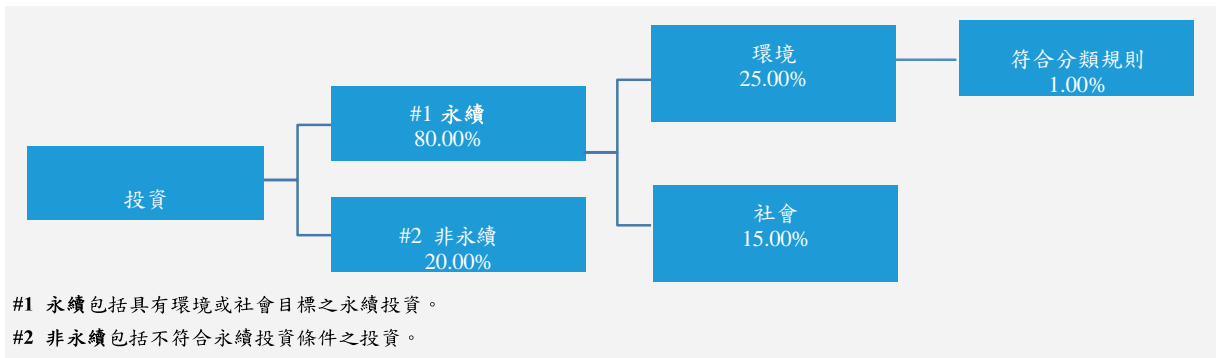 投資
#1 永續
80.00%
#2 非永續
20.00%
環境
25.00%
社會
15.00%
符合分類規則
1.00%
#1 永續包括具有環境或社會目標之永續投資。
#2 非永續包括不符合永續投資條件之投資。